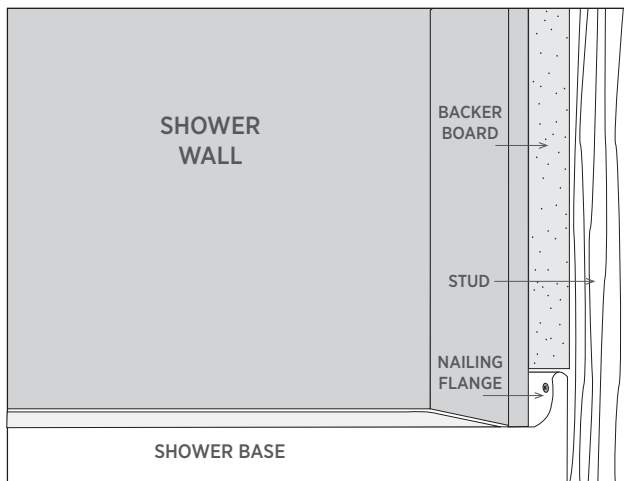 SHOWER
WALL
BACKER
BOARD
STUD
NAILING
FLANGE
SHOWER BASE